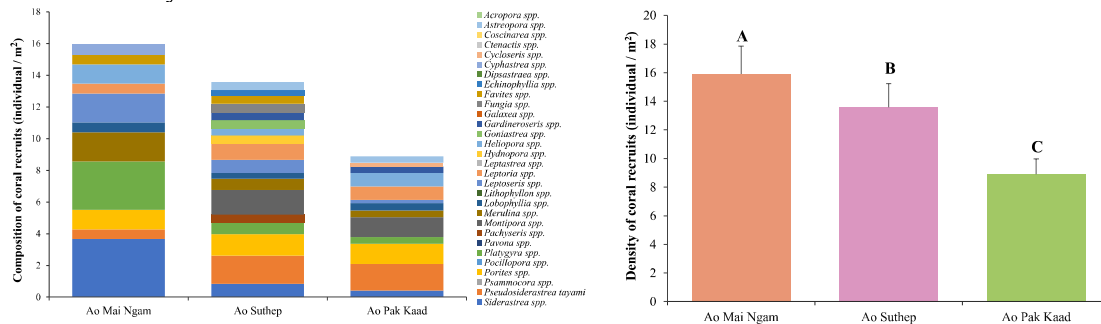 Composition of coral recruits (individual / m²)
18
16
14
12
10
8
6
4
2
0
Ao Mai Ngam
Ao Suthep
Ao Pak Kaad
Acropora spp.
Astreopora spp.
Coscinarea spp.
Ctenactis spp.
Cycloseris spp.
Cyphastrea spp.
Dipsastraea spp.
Echinophyllia spp.
Favites spp.
Fungia spp.
Galaxea spp.
Gardineroseris spp.
Goniastrea spp.
Heliopora spp.
Hydnopora spp.
Leptastrea spp.
Leptoria spp.
Leptoseris spp.
Lithophyllon spp.
Lobophyllia spp.
Merulina spp.
Montipora spp.
Pachyseris spp.
Pavona spp.
Platygyra spp.
Pocillopora spp.
Porites spp.
Psammocora spp.
Pseudosiderastrea tayami
Siderastrea spp.
Density of coral recruits (individual / m²)
20
18
16
14
12
10
8
6
4
2
0
A
B
C
Ao Mai Ngam
Ao Suthep
Ao Pak Kaad